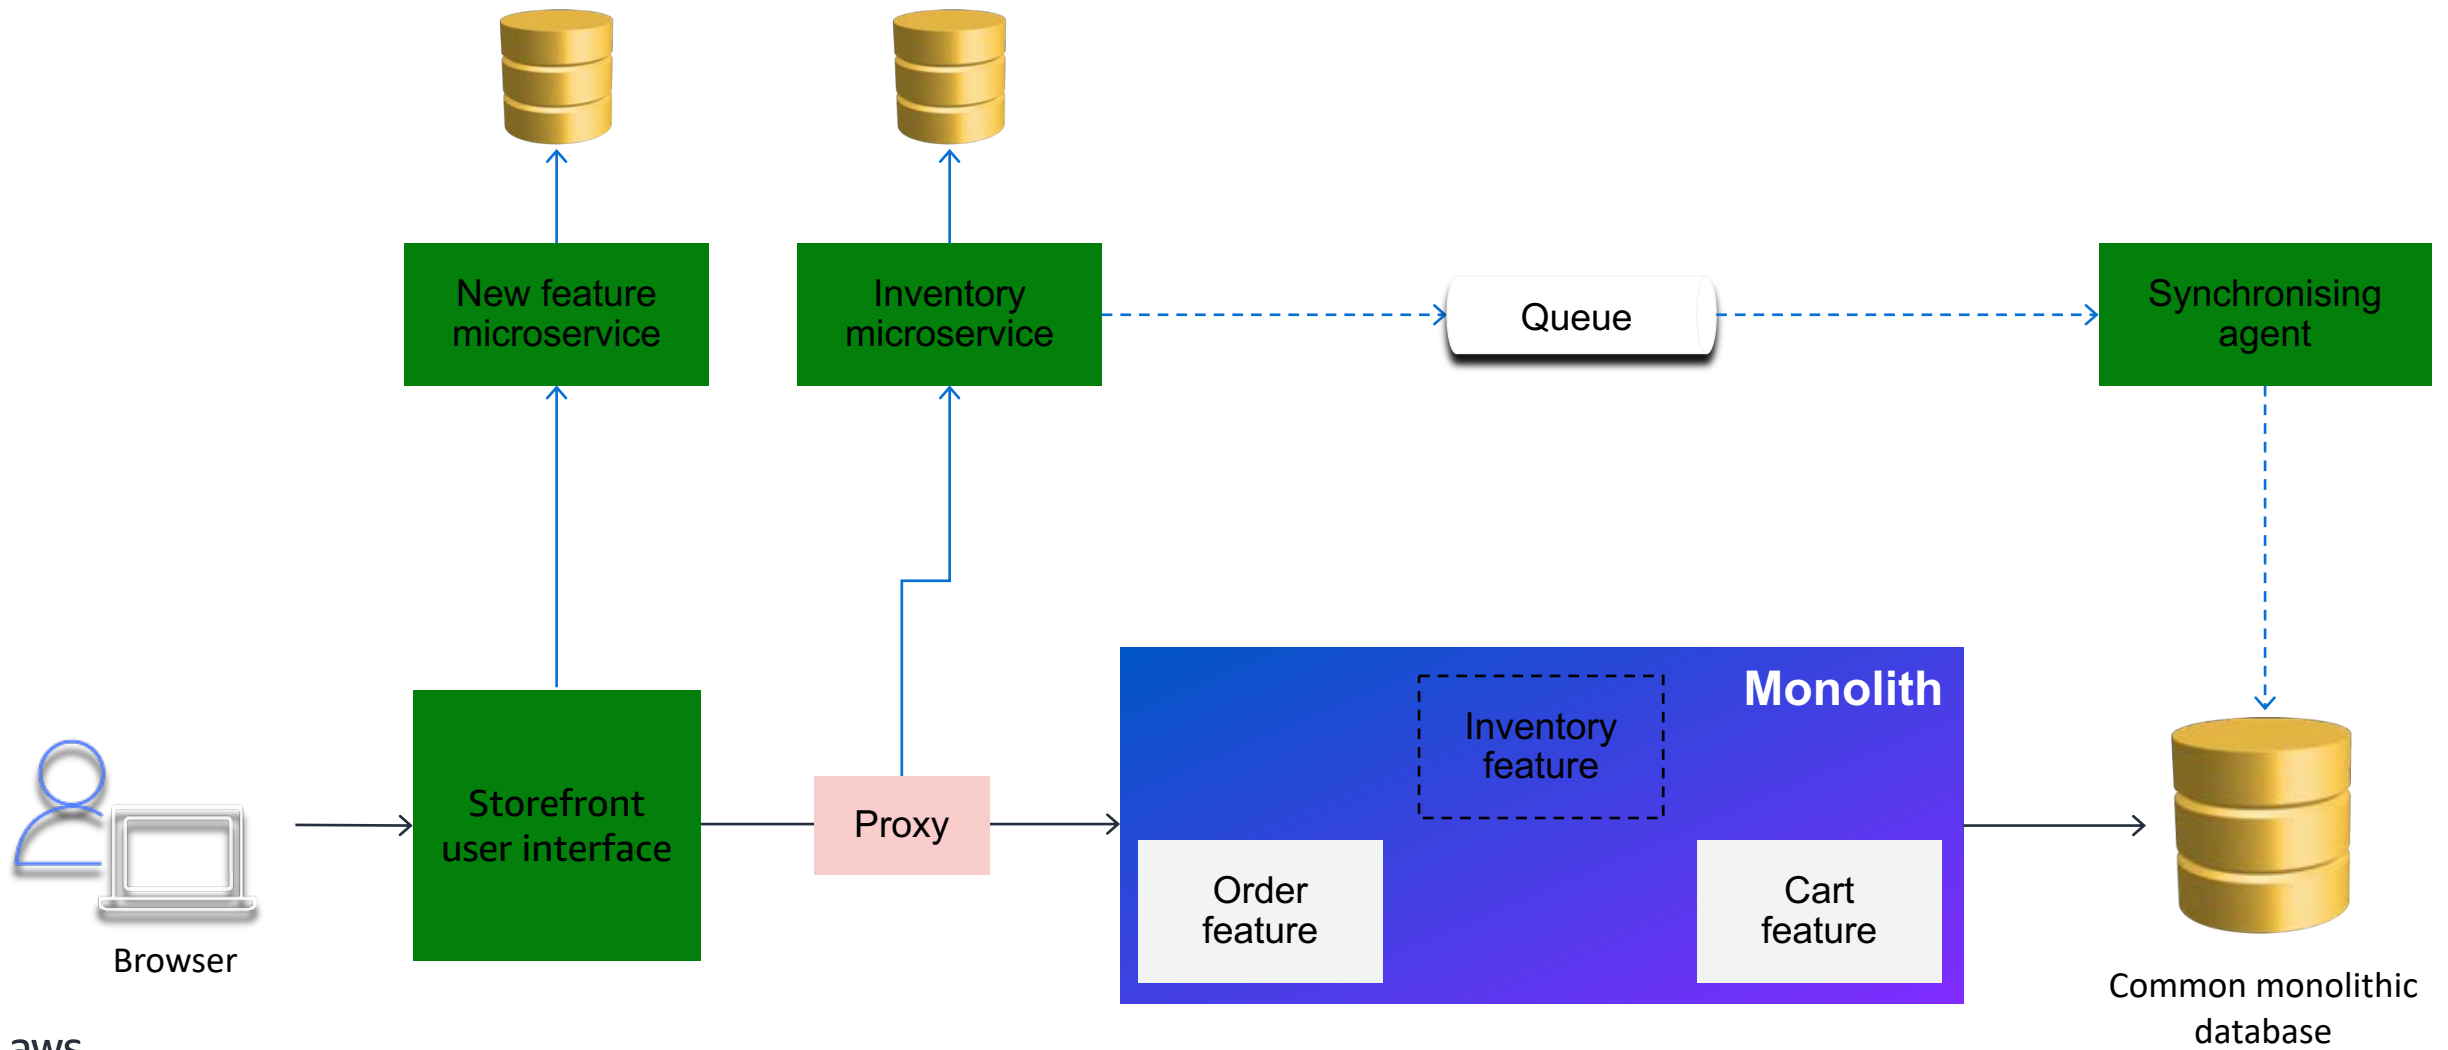 New feature
microservice
Inventory
microservice
Queue
Synchronising
agent
Monolith
Inventory
feature
Storefront
user interface
Proxy
Order
feature
Cart
feature
Browser
Common monolithic
database
aws